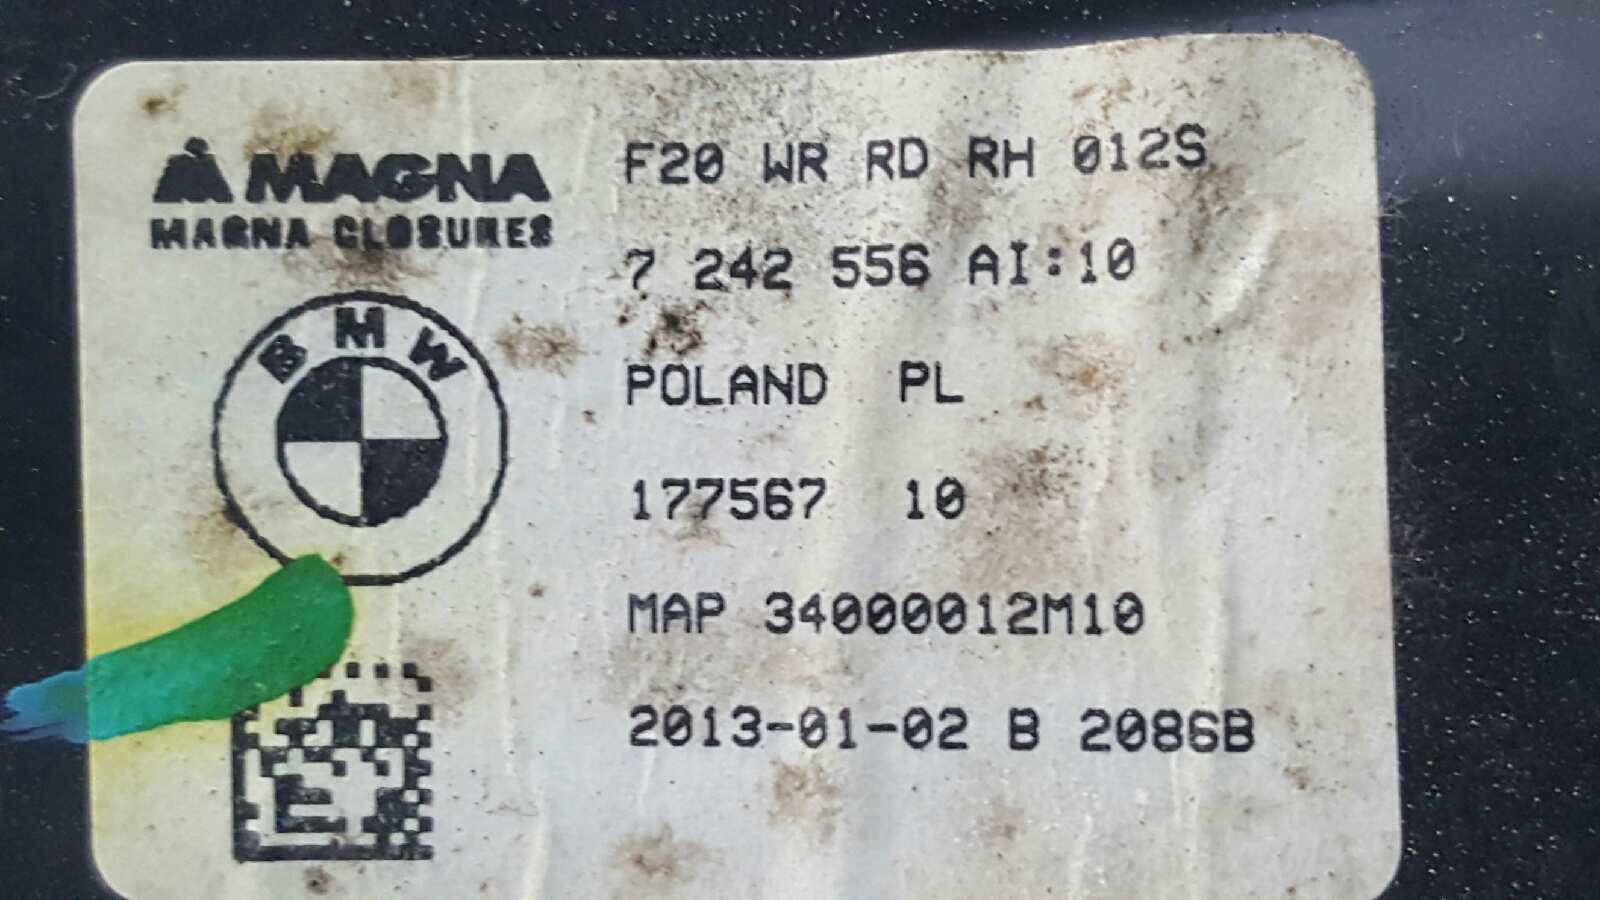 MAGNA
MAGNA CLOSURES
BMW
F20 WR RD RH 012S
7 242 556 AI:10
POLAND PL
177567 10
MAP 34000012M10
2013-01-02 B 2086B